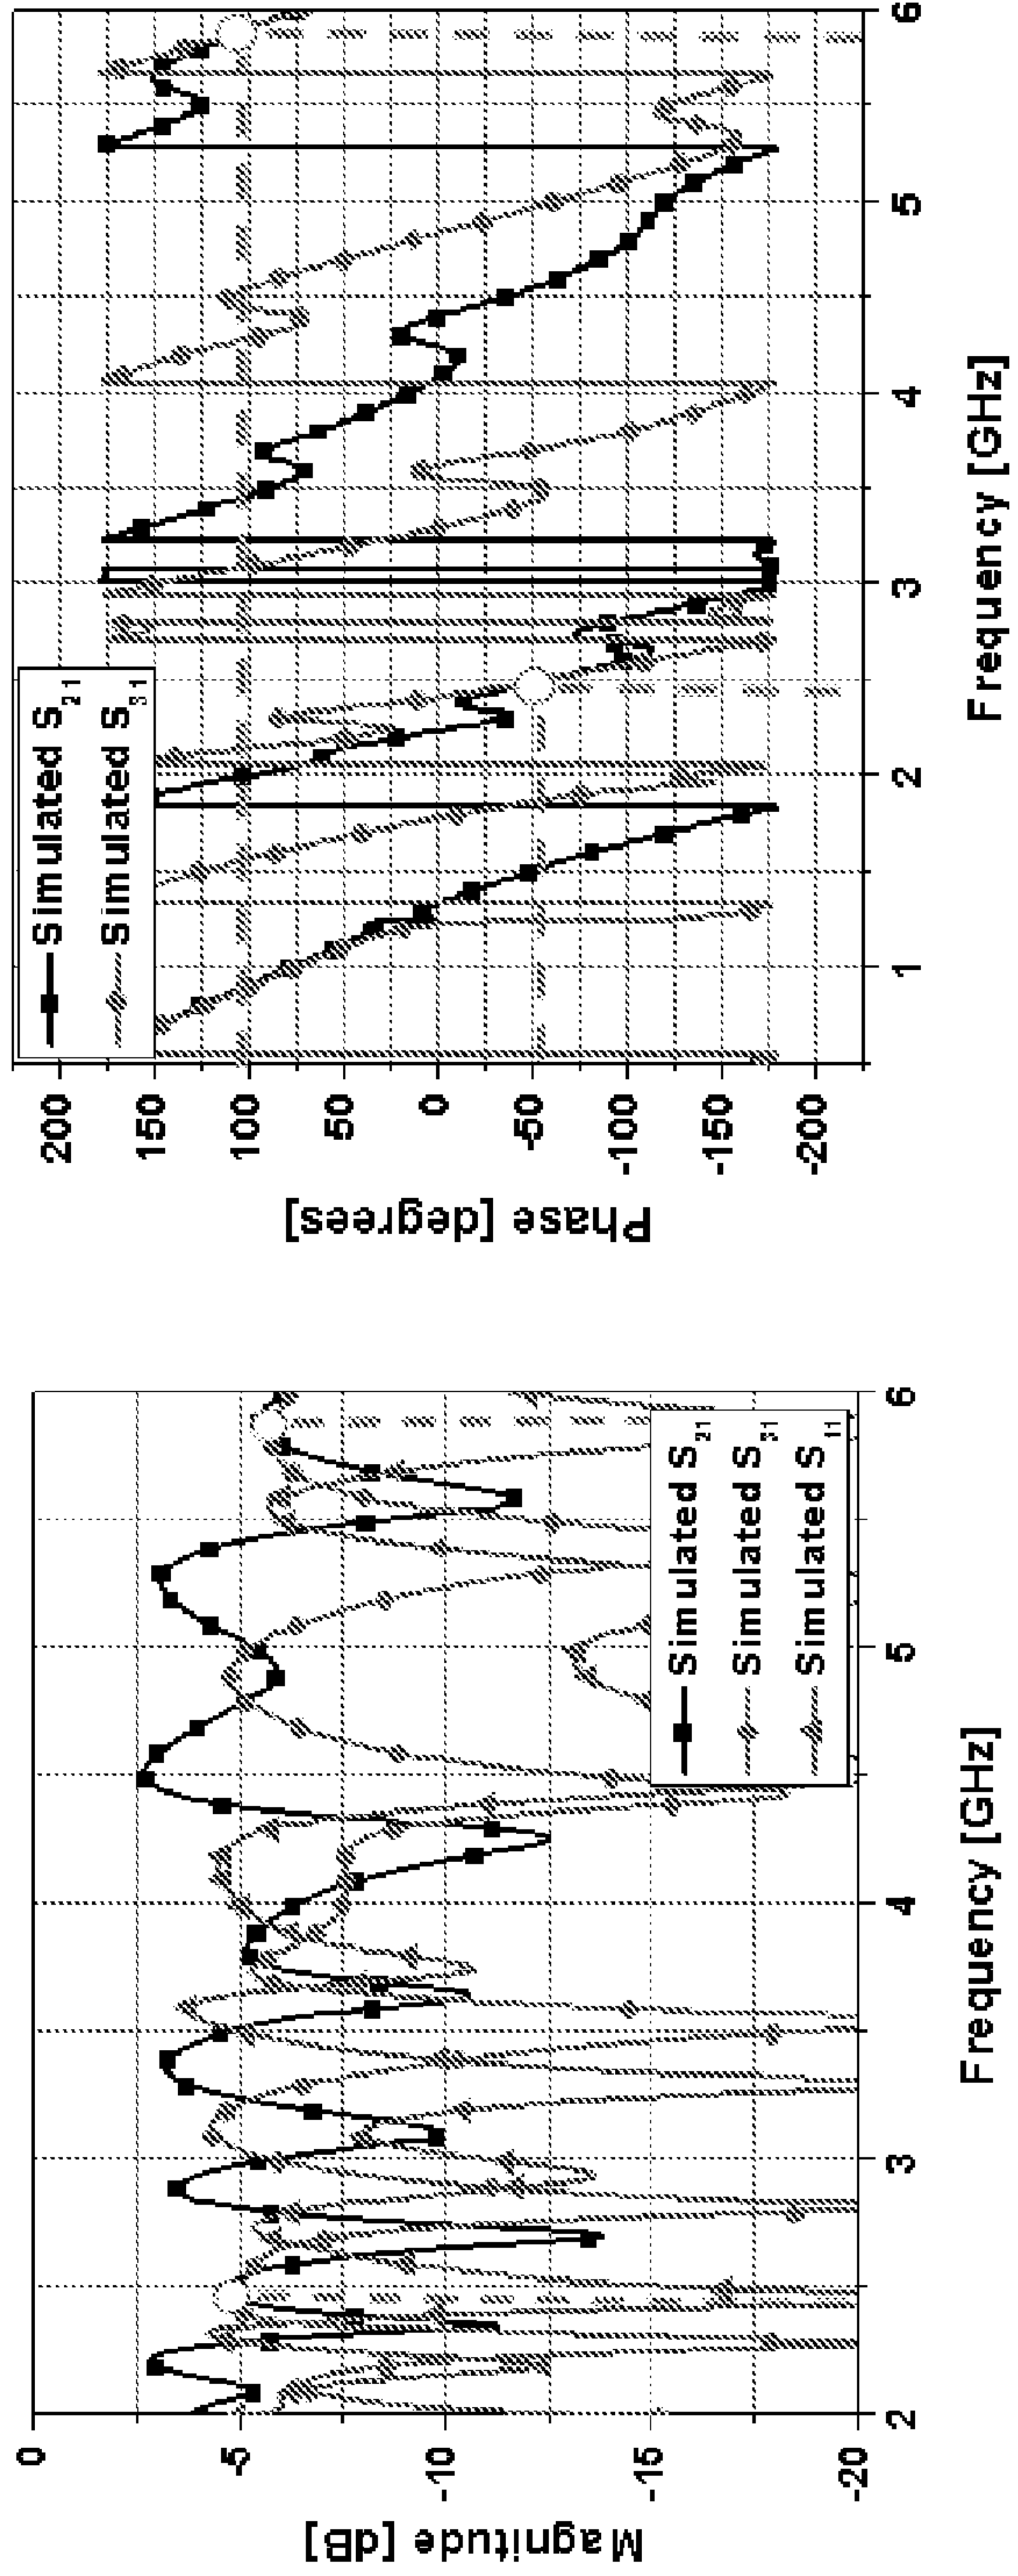 Magnitude [dB]
0
-5
-10
-15
-20
Simulated S21
Simulated S31
Simulated S11
2
3
4
5
6
Frequency [GHz]
Phase [degrees]
200
150
100
50
0
-50
-100
-150
-200
Simulated S21
Simulated S31
1
2
3
4
5
6
Frequency [GHz]